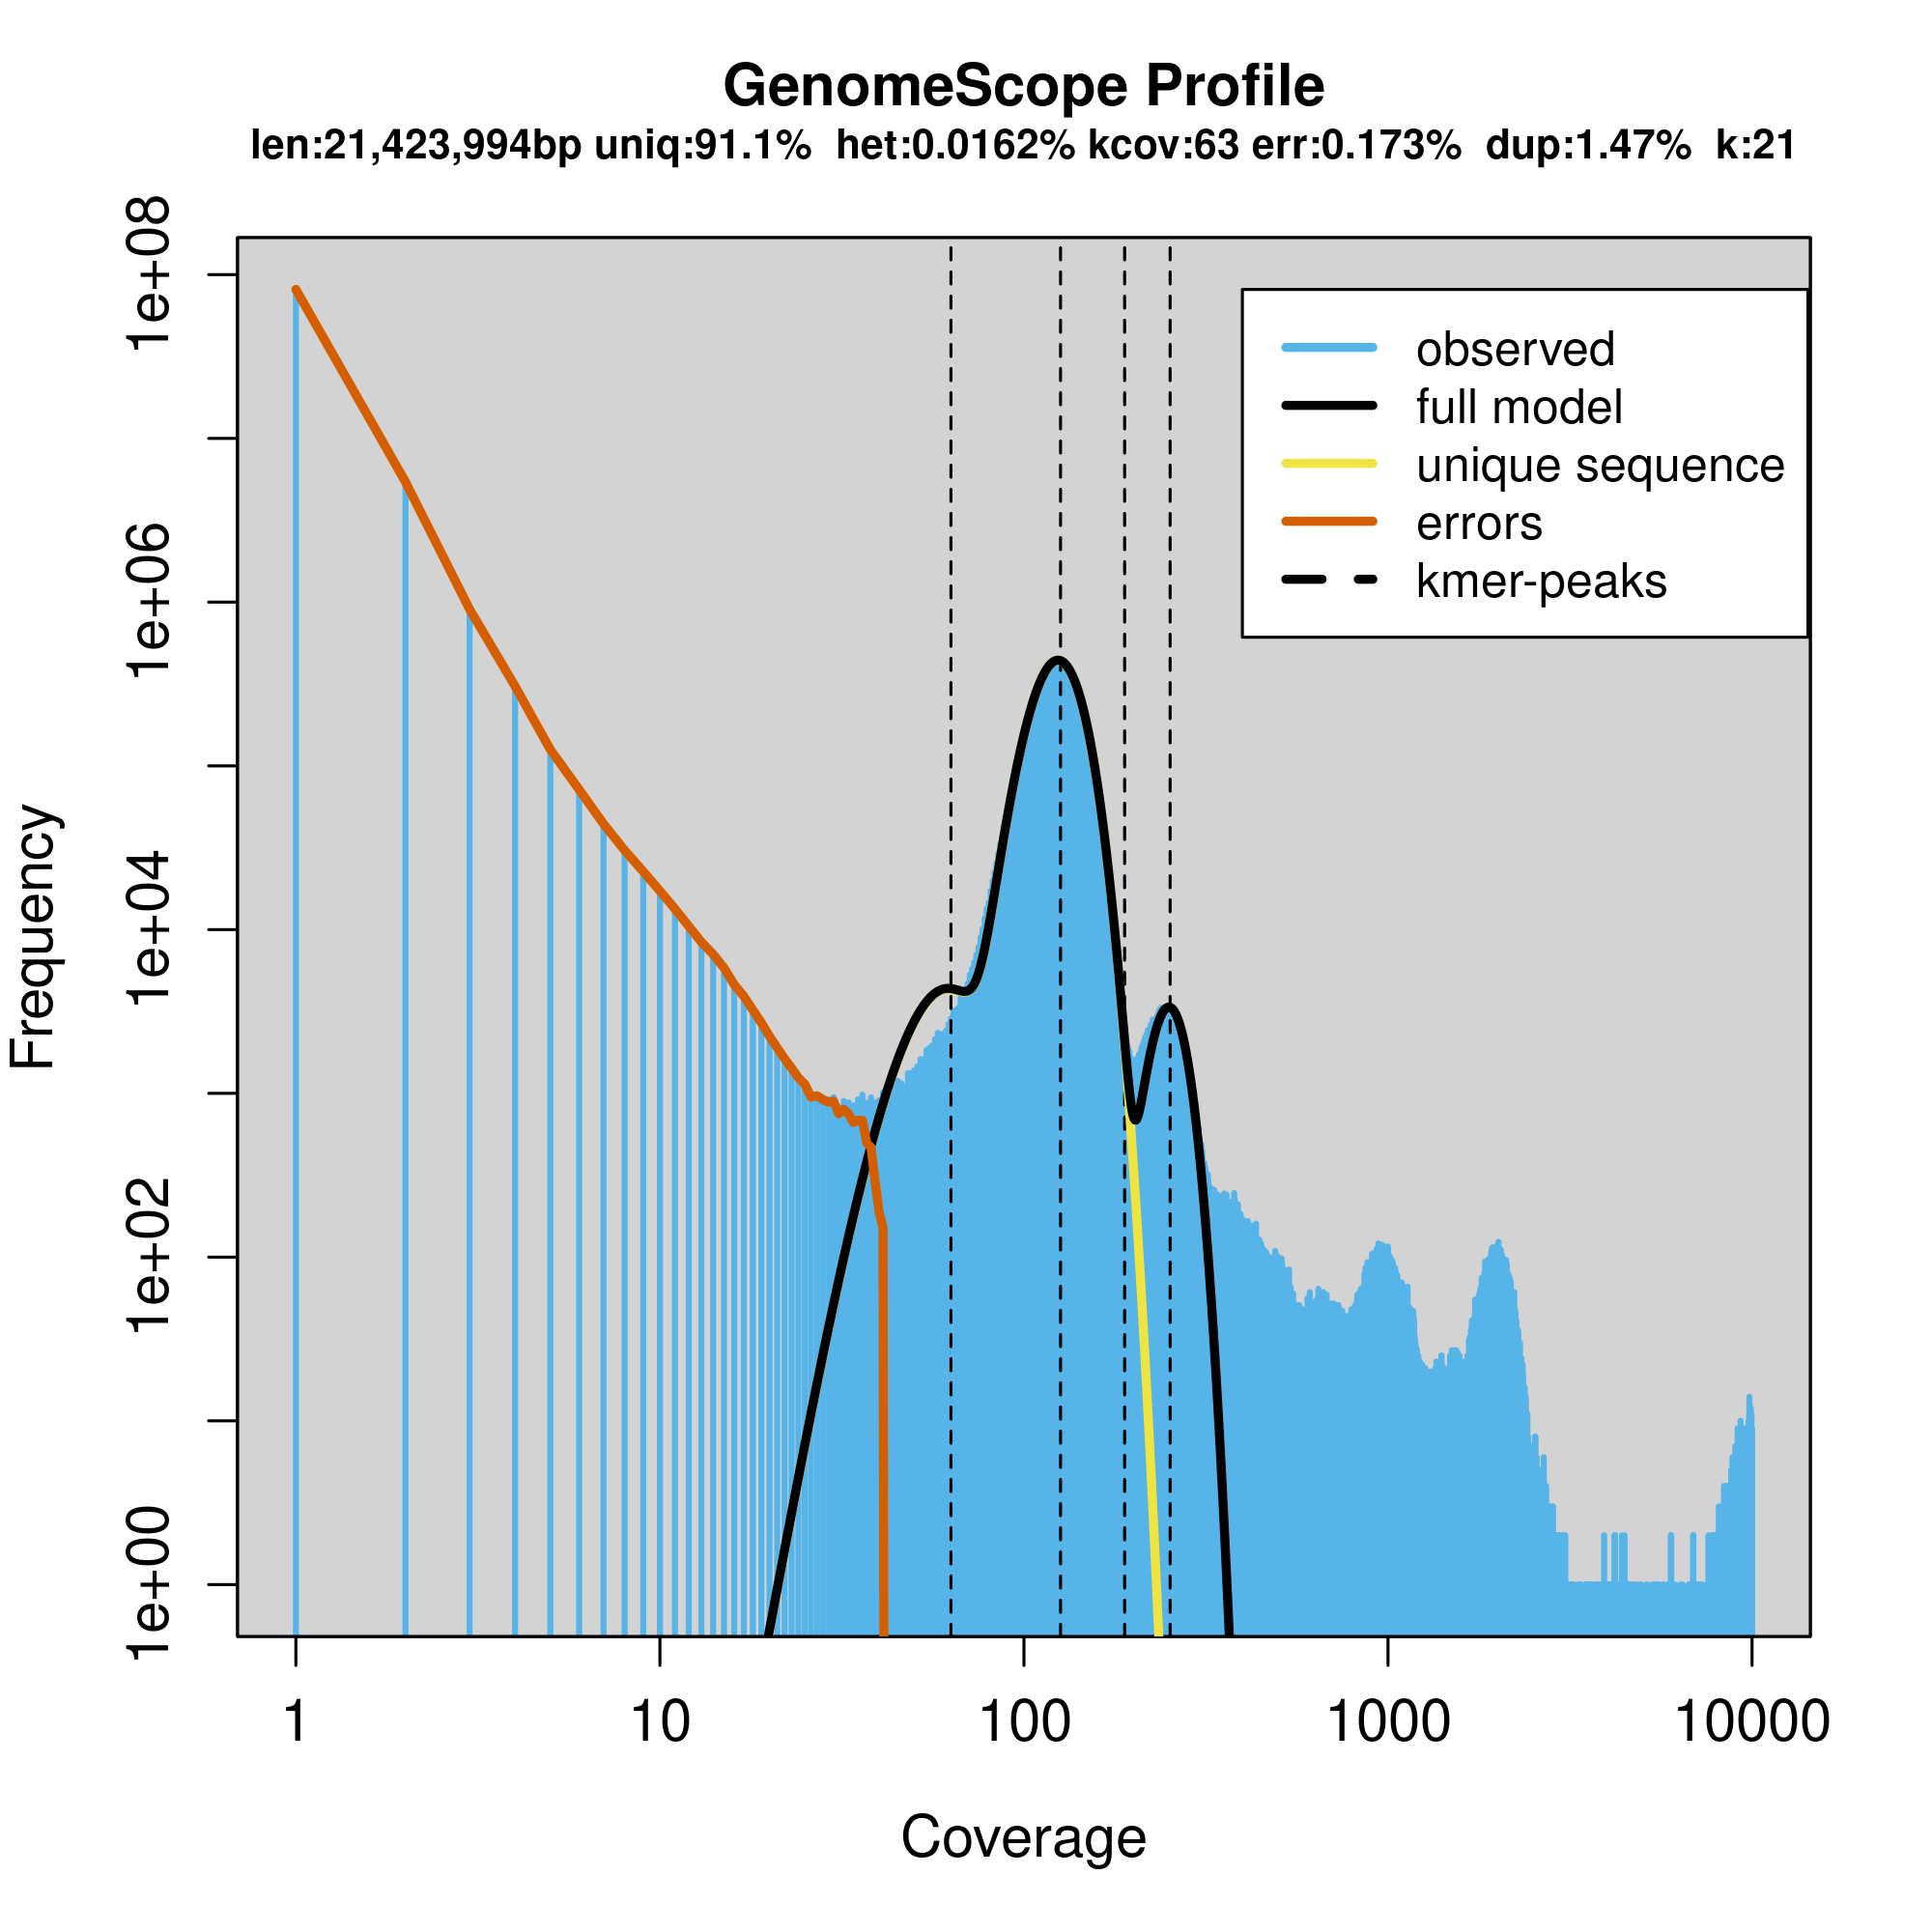 GenomeScope Profile
len:21,423,994bp uniq:91.1% het:0.0162% kcov:63 err:0.173% dup:1.47% k:21
Frequency
1e+08
1e+06
1e+04
1e+02
1e+00
observed
full model
unique sequence
errors
kmer-peaks
1 10 100 1000 10000
Coverage